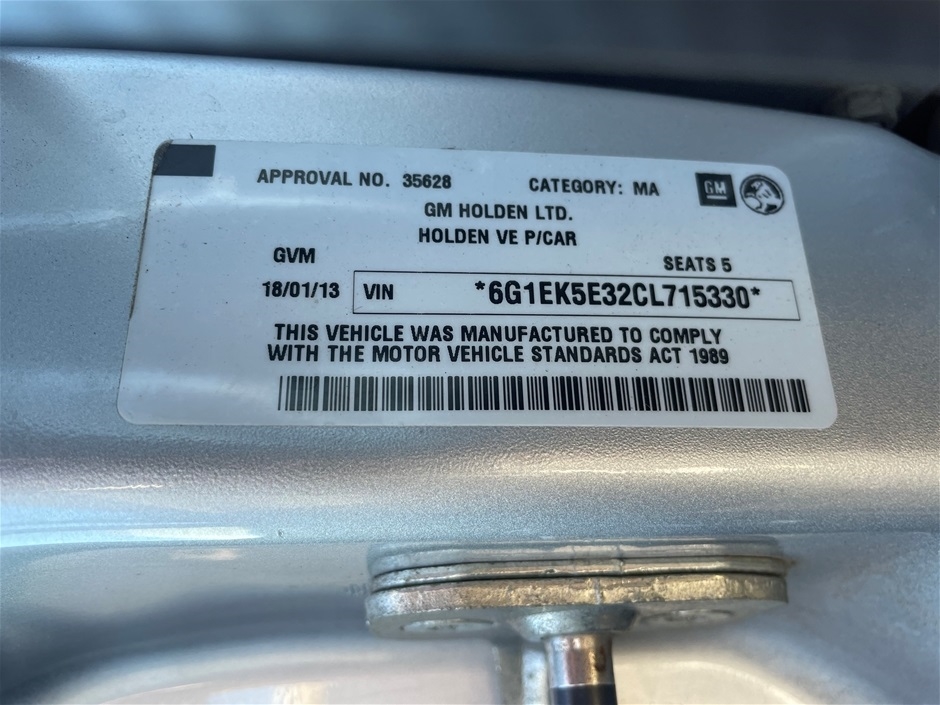 APPROVAL NO. 35628 CATEGORY: MA GM
GM HOLDEN LTD.
HOLDEN VE P/CAR
GVM SEATS 5
18/01/13 VIN *6G1EK5E32CL715330*
THIS VEHICLE WAS MANUFACTURED TO COMPLY
WITH THE MOTOR VEHICLE STANDARDS ACT 1989